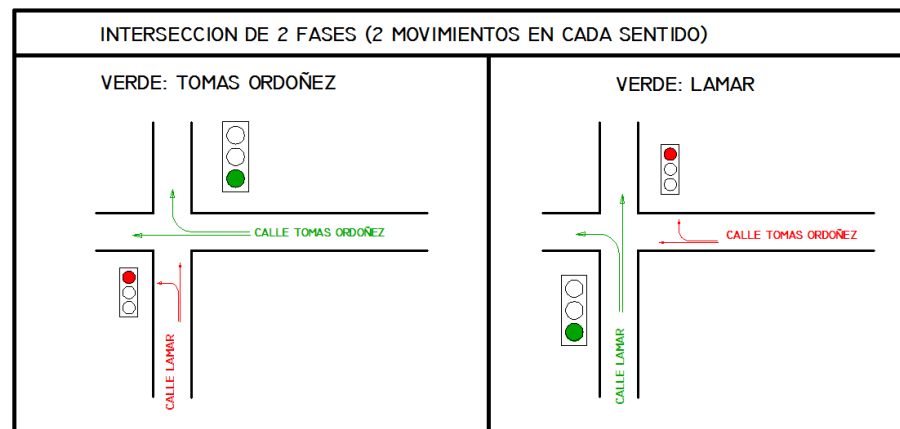 INTERSECCION DE 2 FASES (2 MOVIMIENTOS EN CADA SENTIDO)
VERDE: TOMAS ORDOÑEZ
CALLE TOMAS ORDOÑEZ
CALLE LAMAR
VERDE: LAMAR
CALLE TOMAS ORDOÑEZ
CALLE LAMAR